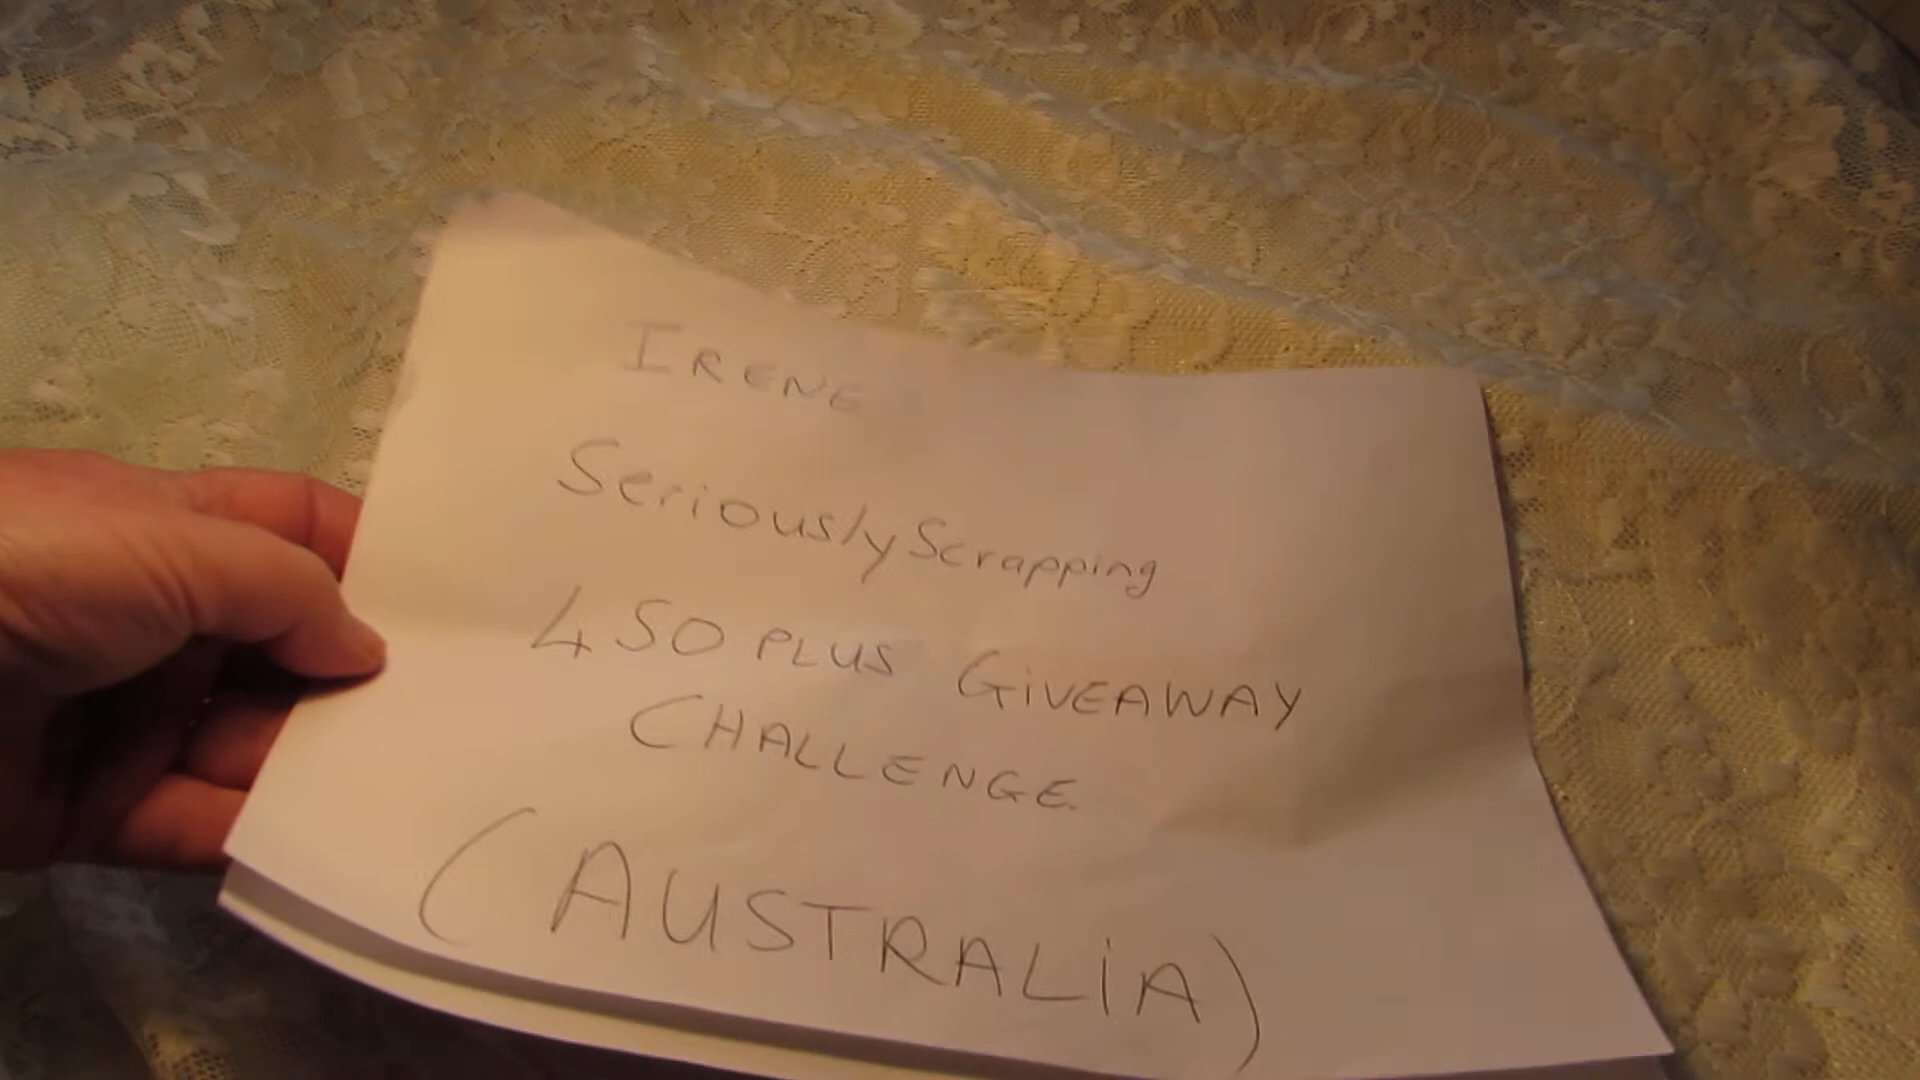 IRENE
SeriouslyScrapping
450 PLUS GiVEAWAY
CHALLENGE
(AUSTRALiA)